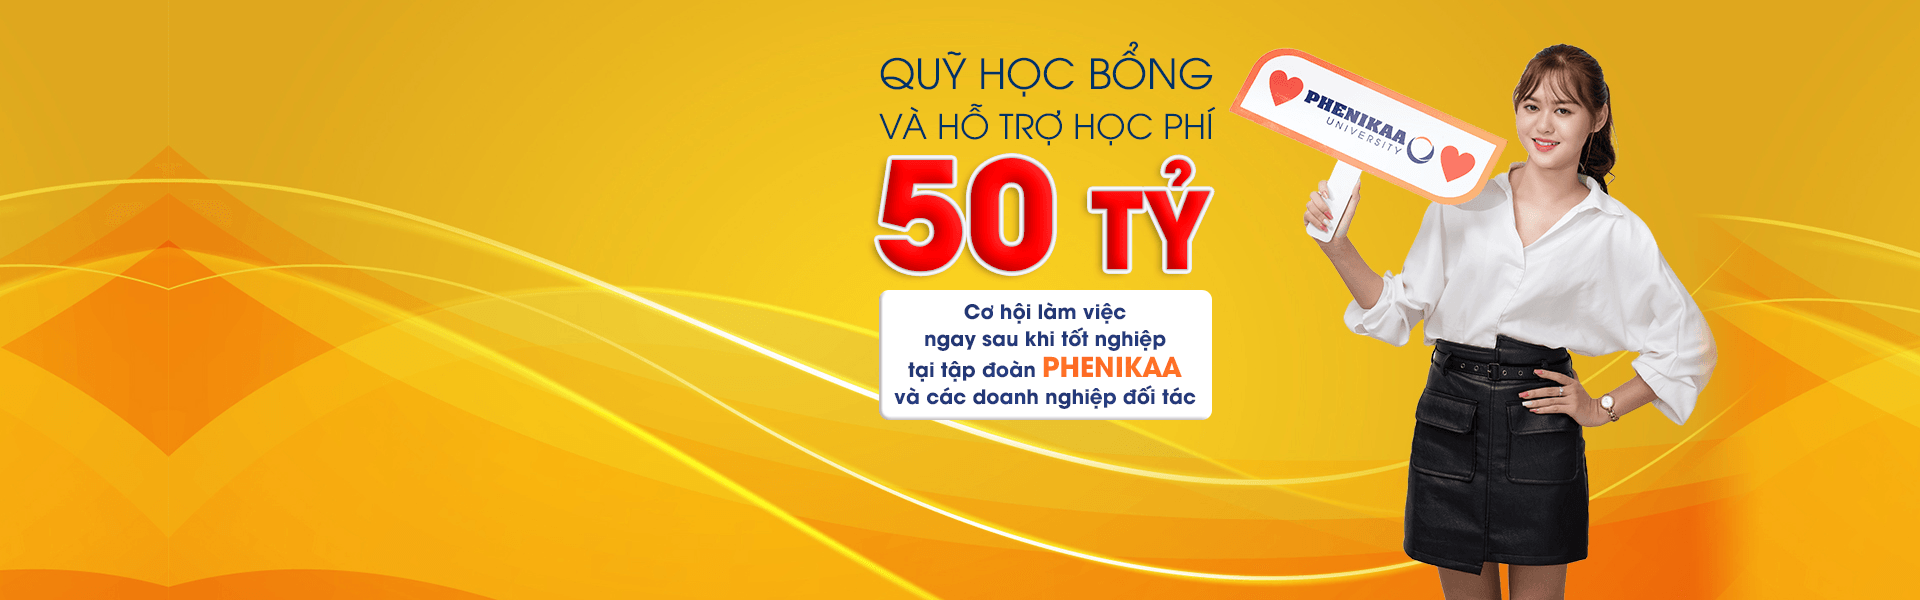 QUỸ HỌC BỔNG
VÀ HỖ TRỢ HỌC PHÍ
50 TỶ
Cơ hội làm việc
ngay sau khi tốt nghiệp
tại tập đoàn PHENIKAA
và các doanh nghiệp đối tác
PHENIKAA
UNIVERSITY